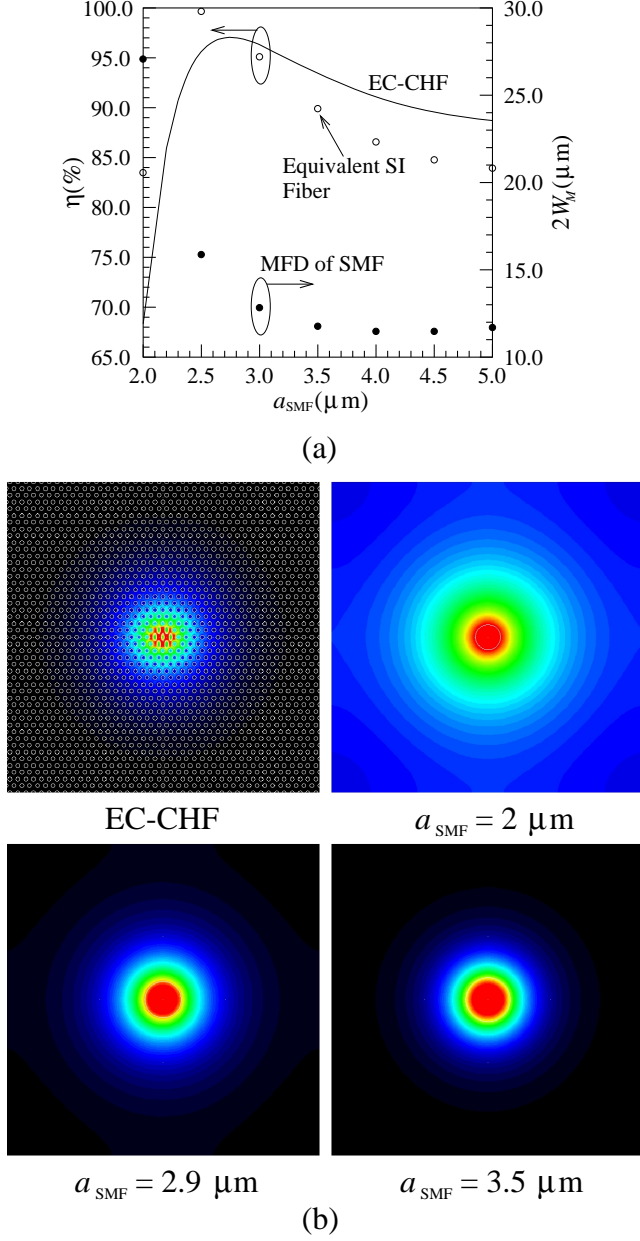 100.0
95.0
90.0
85.0
80.0
75.0
70.0
65.0
η(%)
30.0
25.0
20.0
15.0
10.0
2W_M(μm)
EC-CHF
Equivalent SI
Fiber
MFD of SMF
2.0 2.5 3.0 3.5 4.0 4.5 5.0
a_SMF(μm)
(a)
EC-CHF
a_SMF = 2 μm
a_SMF = 2.9 μm
a_SMF = 3.5 μm
(b)